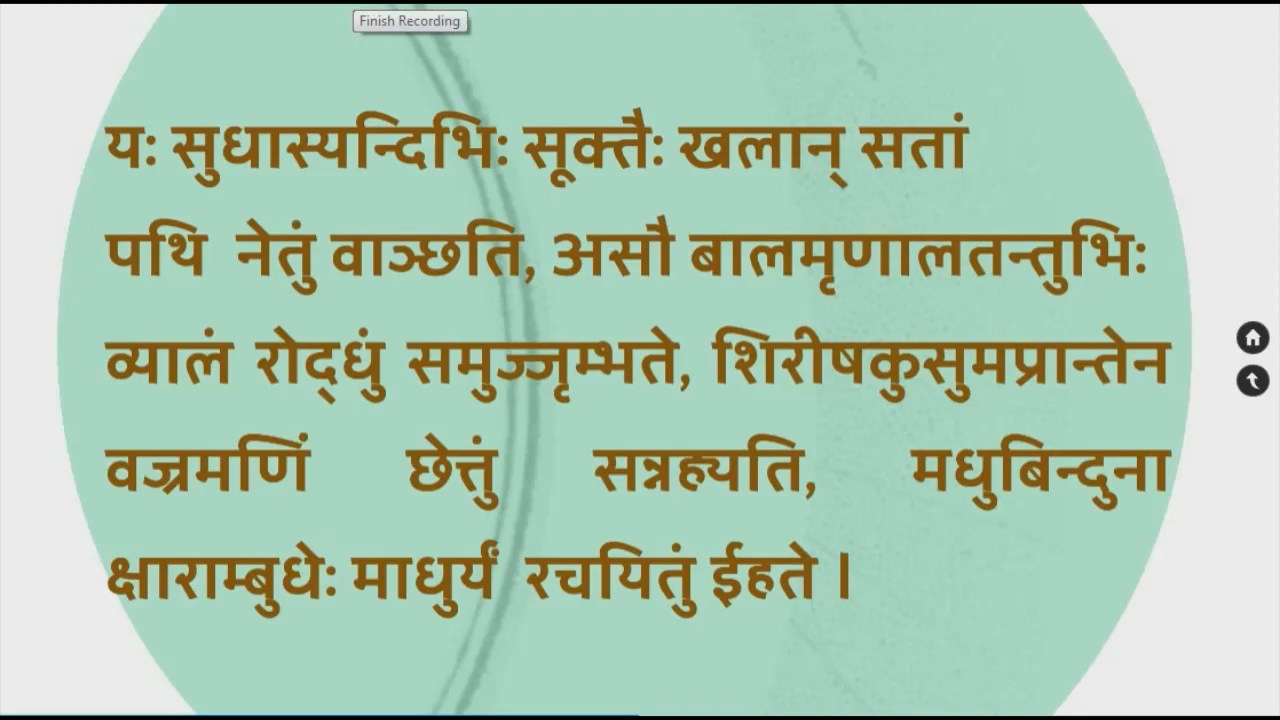 Finish Recording
यः सुधास्यन्दिभिः सूक्तैः खलान् सतां
पथि नेतुं वाञ्छति, असौ बालमृणालतन्तुभिः
व्यालं रोद्धुं समुज्जृम्भते, शिरीषकुसुमप्रान्तेन
वज्रमणिं छेत्तुं सन्नह्यति, मधुबिन्दुना
क्षाराम्बुधेः माधुर्यं रचयितुं ईहते ।